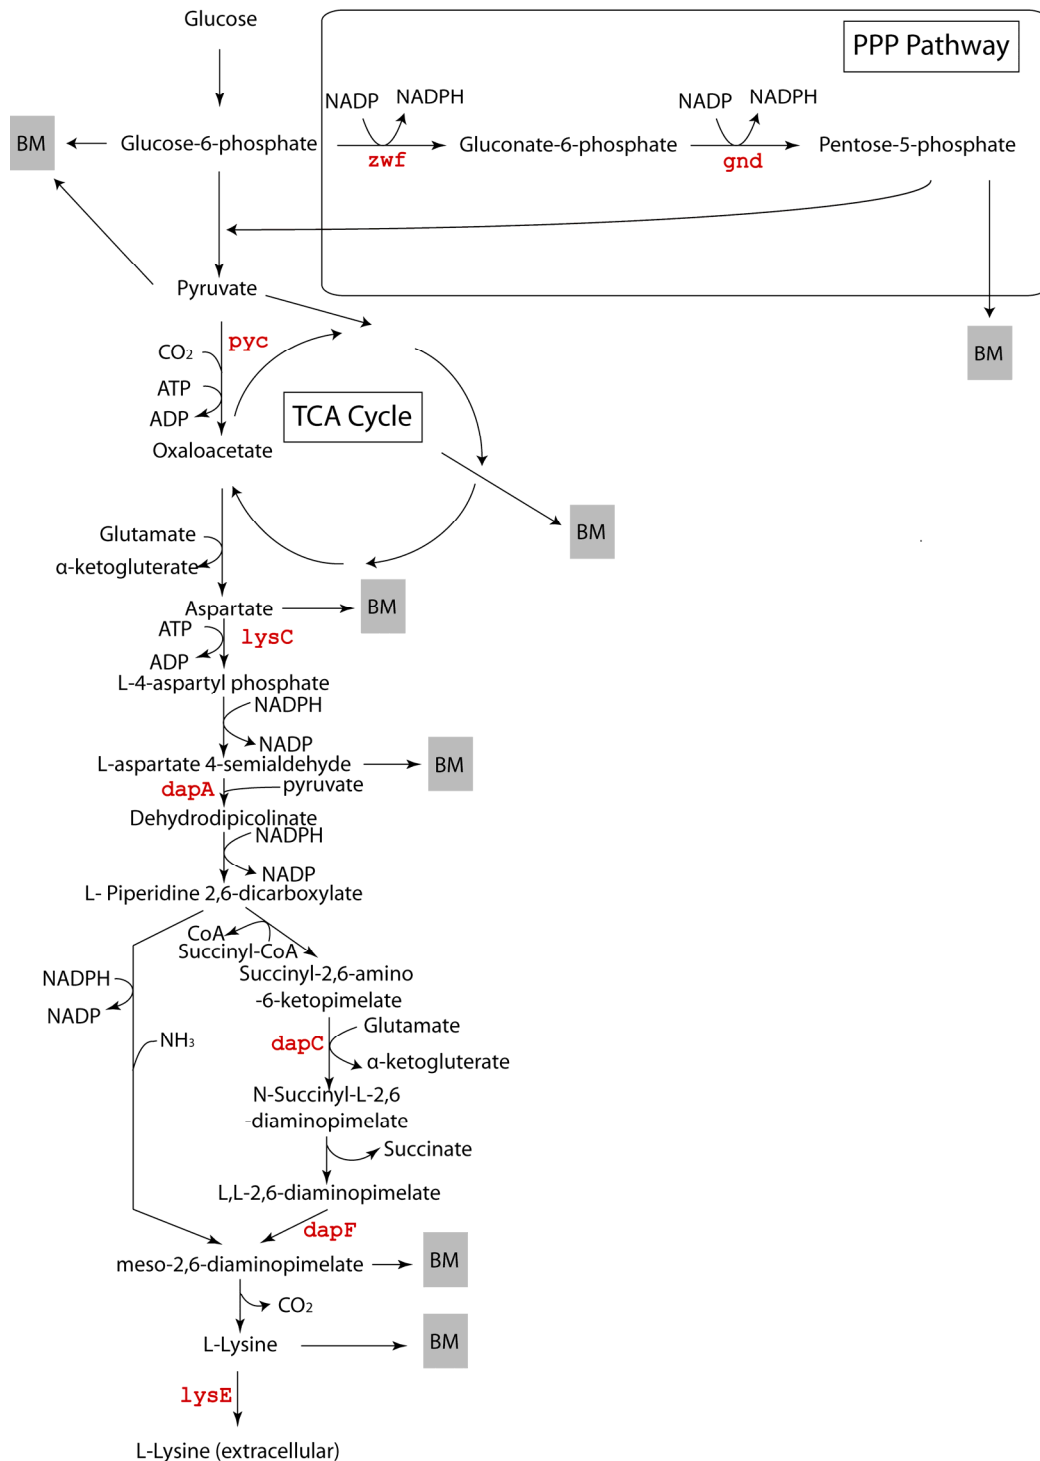 Glucose
PPP Pathway
NADP NADPH NADP NADPH
BM Glucose-6-phosphate Gluconate-6-phosphate Pentose-5-phosphate
zwf gnd
Pyruvate
pyc
CO2
BM
ATP
ADP
TCA Cycle
Oxaloacetate
BM
Glutamate
α-ketogluterate
Aspartate BM
ATP
lysC
ADP
L-4-aspartyl phosphate
NADPH
NADP
L-aspartate 4-semialdehyde BM
dapA pyruvate
Dehydrodipicolinate
NADPH
NADP
L- Piperidine 2,6-dicarboxylate
CoA
Succinyl-CoA
Succinyl-2,6-amino
-6-ketopimelate
NADPH
NADP
Glutamate
NH3
dapC
α-ketogluterate
N-Succinyl-L-2,6
-diaminopimelate
Succinate
L,L-2,6-diaminopimelate
dapF
meso-2,6-diaminopimelate BM
CO2
L-Lysine BM
lysE
L-Lysine (extracellular)